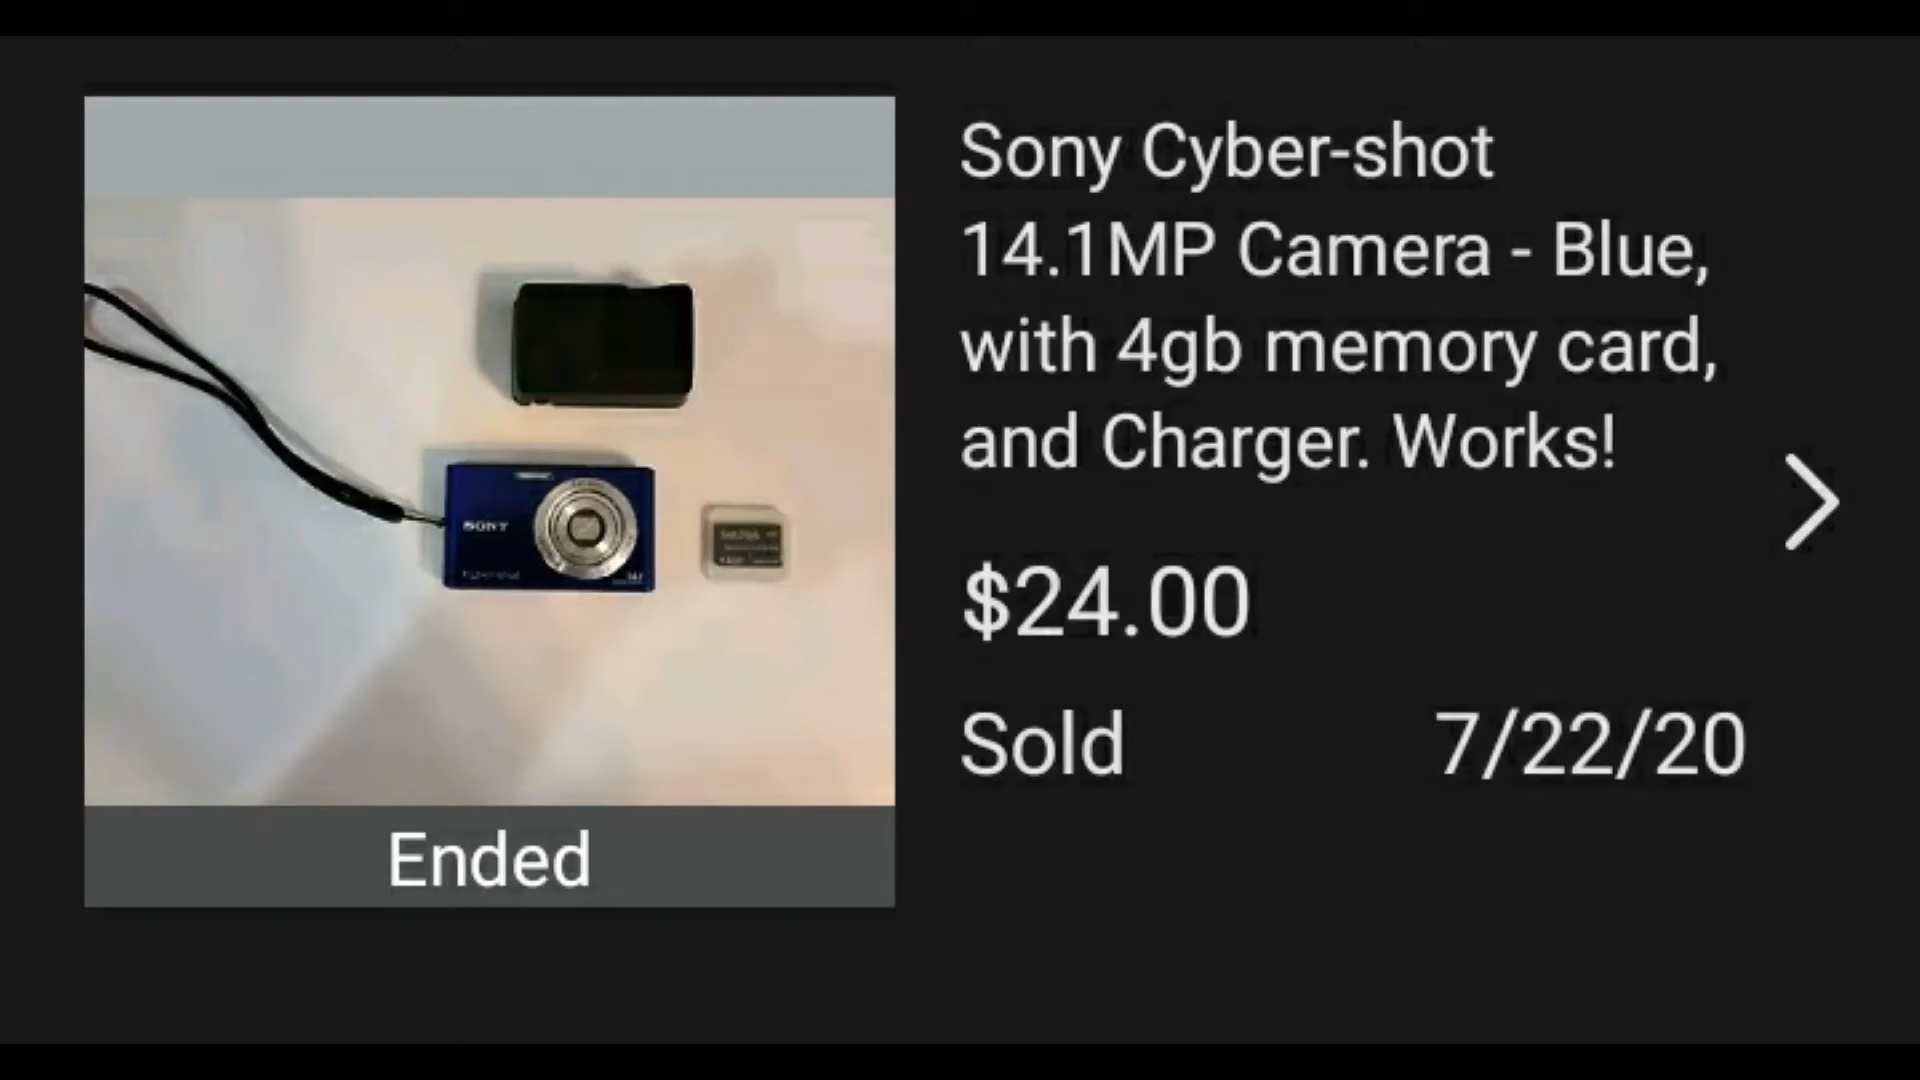 Sony Cyber-shot
14.1MP Camera - Blue,
with 4gb memory card,
and Charger. Works!
$24.00
Sold 7/22/20
SONY
Ended